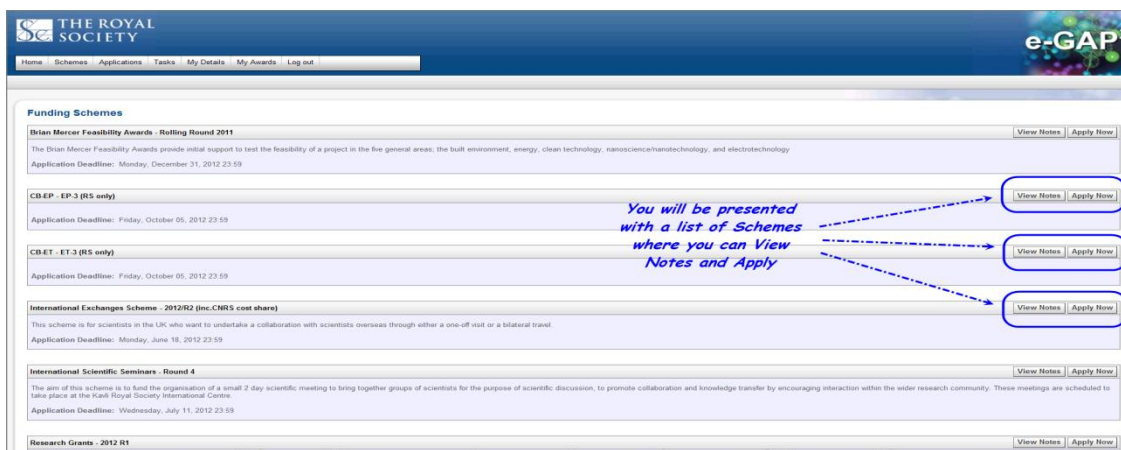 THE ROYAL
SOCIETY
e-GAP
Home Schemes Applications Tasks My Details My Awards Log out
Funding Schemes
Brian Mercer Feasibility Awards - Rolling Round 2011 View Notes Apply Now
The Brian Mercer Feasibility Awards provide initial support to test the feasibility of a project in the five general areas; the built environment, energy, clean technology, nanoscience/nanotechnology, and electrotechnology
Application Deadline: Monday, December 31, 2012 23:59
CB-EP - EP-3 (RS only) View Notes Apply Now
Application Deadline: Friday, October 05, 2012 23:59
You will be presented
with a list of Schemes
where you can View
Notes and Apply
CB-ET - ET-3 (RS only) View Notes Apply Now
Application Deadline: Friday, October 05, 2012 23:59
International Exchanges Scheme - 2012/R2 (Inc.CNRS cost share) View Notes Apply Now
This scheme is for scientists in the UK who want to undertake a collaboration with scientists overseas through either a one-off visit or a bilateral travel.
Application Deadline: Monday, June 18, 2012 23:59
International Scientific Seminars - Round 4 View Notes Apply Now
The aim of this scheme is to fund the organisation of a small 2 day scientific meeting to bring together groups of scientists for the purpose of scientific discussion, to promote collaboration and knowledge transfer by encouraging interaction within the wider research community. These meetings are scheduled to
take place at the Kavli Royal Society International Centre.
Application Deadline: Wednesday, July 11, 2012 23:59
Research Grants - 2012 R1 View Notes Apply Now